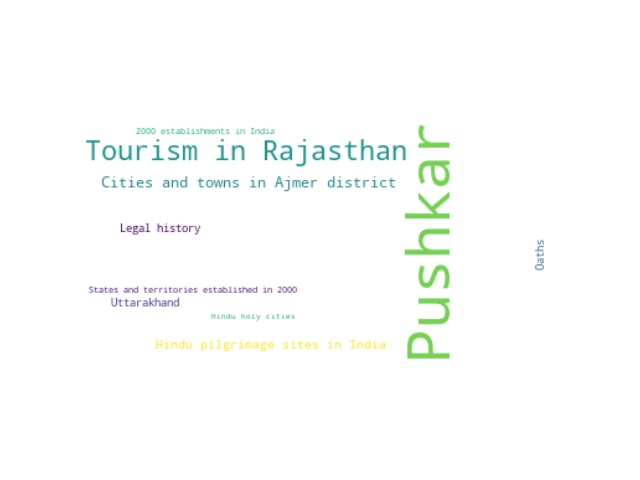 2000 establishments in India
Tourism in Rajasthan
Cities and towns in Ajmer district
Pushkar
Legal history
Oaths
States and territories established in 2000
Uttarakhand
Hindu holy cities
Hindu pilgrimage sites in India